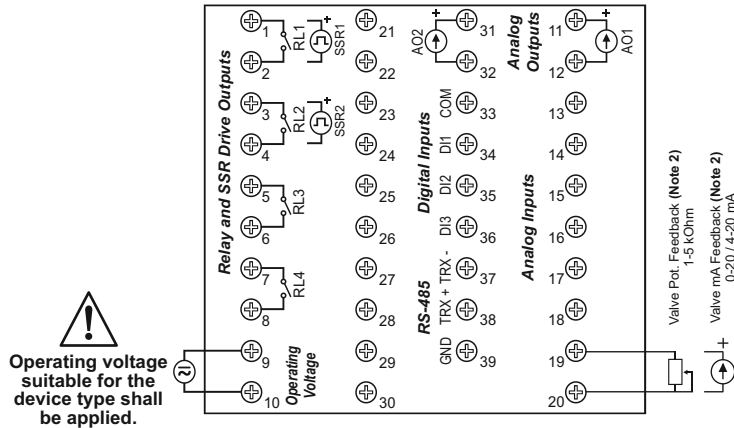 Relay and SSR Drive Outputs
1
2
3
4
5
6
7
8
9
10
RL1
SSR1
+
RL2
SSR2
+
RL3
RL4
Operating
Voltage
21
22
23
24
25
26
27
28
29
30
AO2
+
Digital Inputs
COM
DI1
DI2
DI3
RS-485
TRX -
TRX +
GND
31
32
33
34
35
36
37
38
39
Analog
Outputs
Analog Inputs
11
12
13
14
15
16
17
18
19
20
+
AO1
Valve Pot. Feedback (Note 2)
1-5 kOhm
Valve mA Feedback (Note 2)
0-20 / 4-20 mA
+
!
Operating voltage
suitable for the
device type shall
be applied.